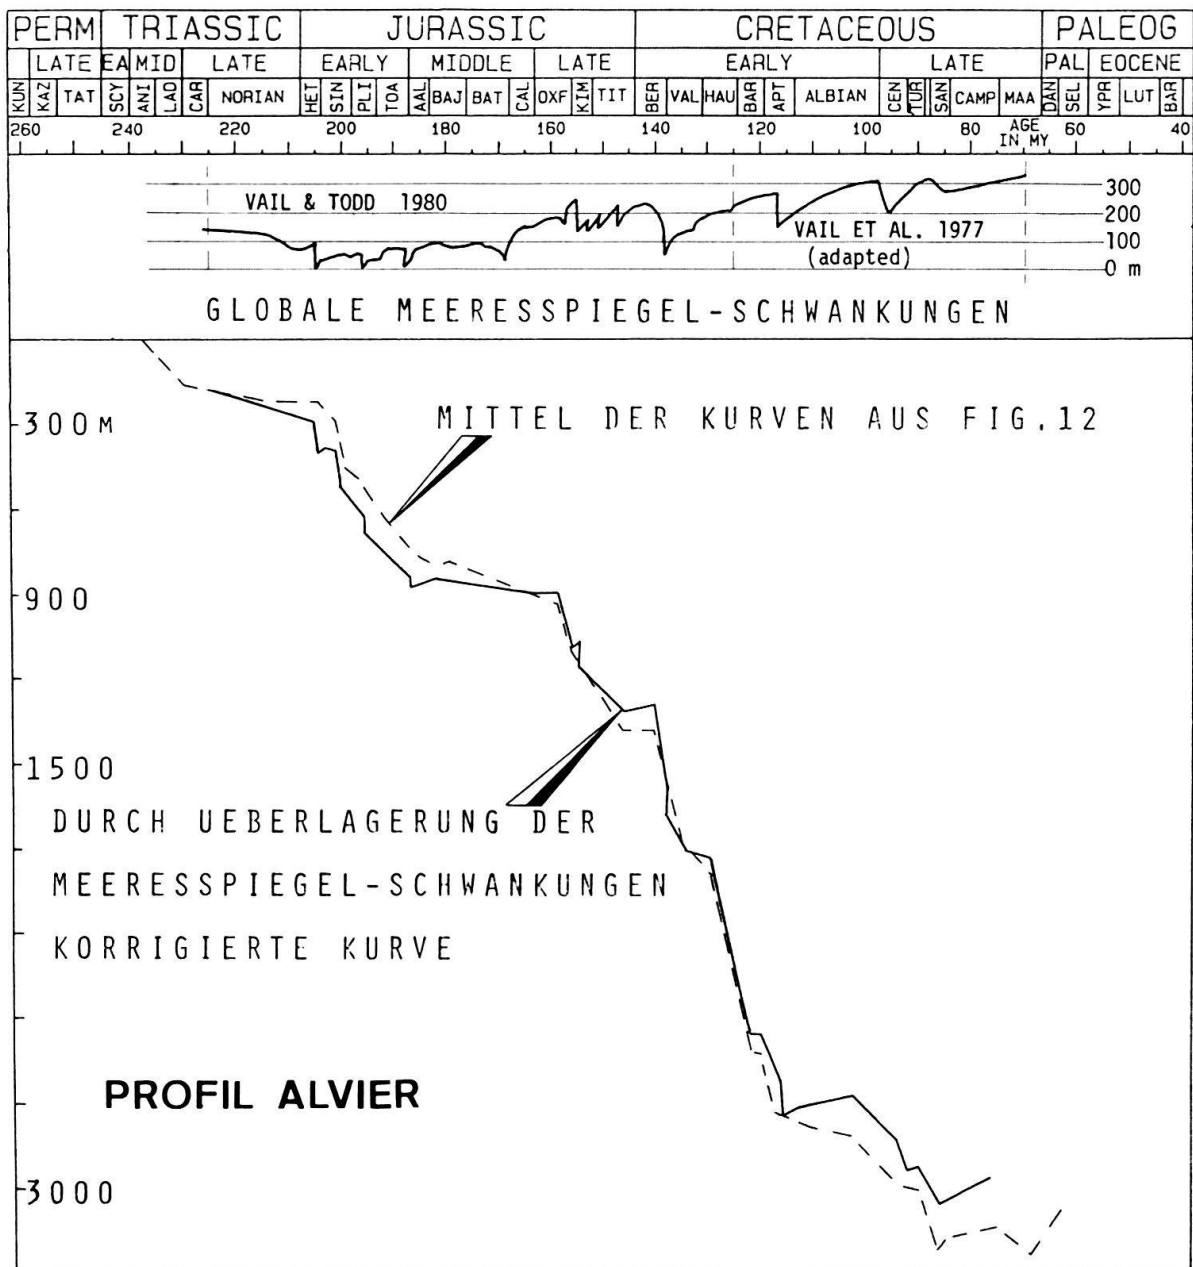 PERM TRIASSIC JURASSIC CRETACEOUS PALEOG
LATE EA MID LATE EARLY MIDDLE LATE EARLY LATE PAL EOCENE
KUN KAZ TAT SCY ANI LAD CAR NORIAN HET SIN PLI TOA AAL BAJ BAT CAL OXF KIM TIT BER VAL HAU BAR APT ALBIAN CEN TUR SAN CAMP MAA DAN SEL YPR LUT BAR
260 240 220 200 180 160 140 120 100 80 AGE IN MY 60 40
VAIL & TODD 1980
300
200
VAIL ET AL. 1977
(adapted)
100
0 m
GLOBALE MEERESSPIEGEL-SCHWANKUNGEN
300M
MITTEL DER KURVEN AUS FIG.12
900
1500
DURCH UEBERLAGERUNG DER
MEERESSPIEGEL-SCHWANKUNGEN
KORRIGIERTE KURVE
PROFIL ALVIER
3000